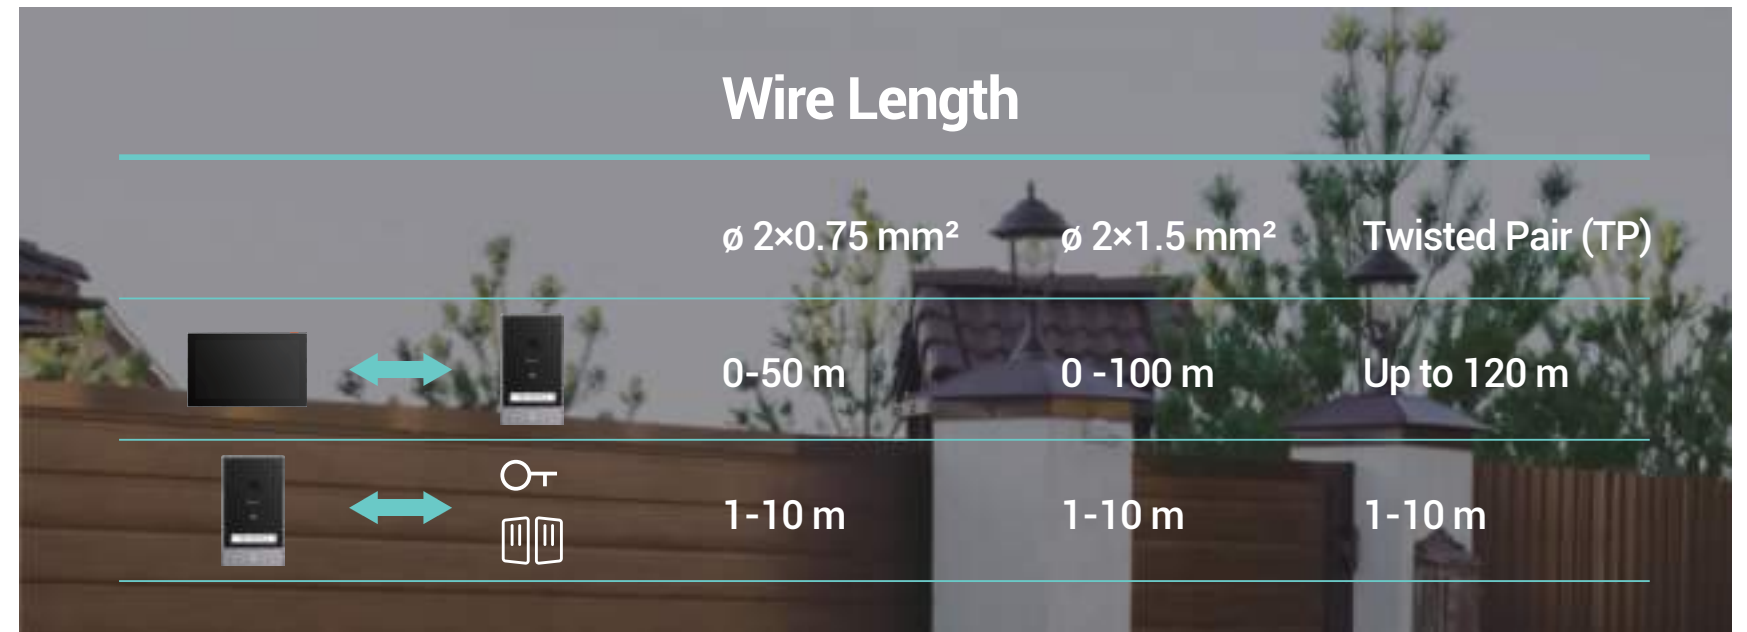 Wire Length
ø 2×0.75 mm² ø 2×1.5 mm² Twisted Pair (TP)
0-50 m 0 -100 m Up to 120 m
1-10 m 1-10 m 1-10 m